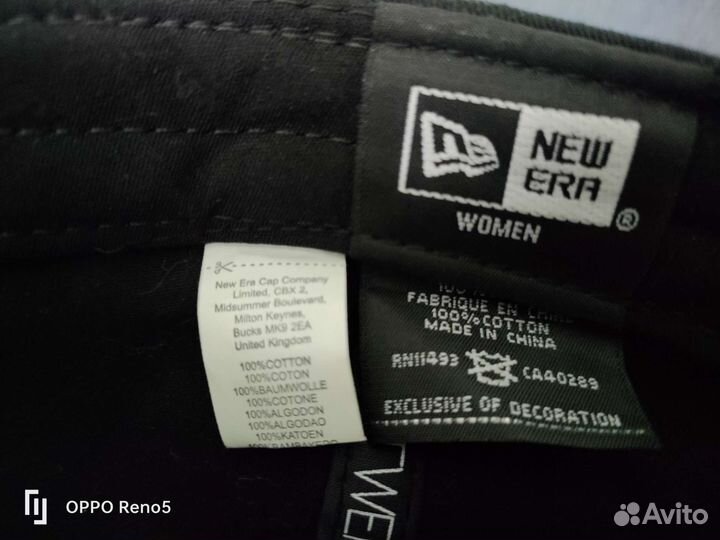 NEW
ERA
®
WOMEN
New Era Cap Company
Limited, CBX 2,
Midsummer Boulevard,
Milton Keynes,
Bucks MK9 2EA
United Kingdom
100%COTTON
100%COTON
100%BAUMWOLLE
100%COTONE
100%ALGODON
100%ALGODAO
100%KATOEN
FABRIQUE EN CHINE
100%COTTON
MADE IN CHINA
RN11493
CA40289
EXCLUSIVE OF DECORATION
OPPO Reno5
Avito